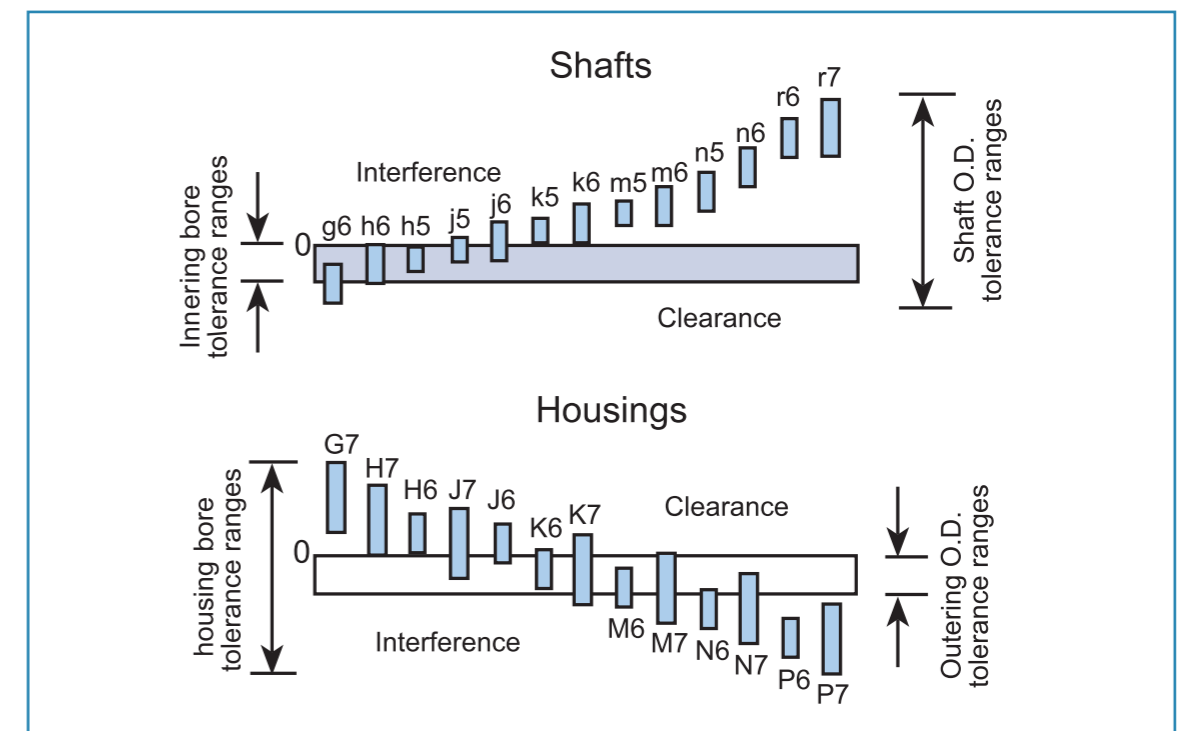 Shafts
Interference
g6 h6 h5 j5 j6 k5 k6 m5 m6 n5 n6 r6 r7
0
Innering bore
tolerance ranges
Clearance
Shaft O.D.
tolerance ranges
Housings
G7 H7 H6 J7 J6 K6 K7
Clearance
0
housing bore
tolerance ranges
Interference
M6 M7 N6 N7 P6 P7
Outering O.D.
tolerance ranges